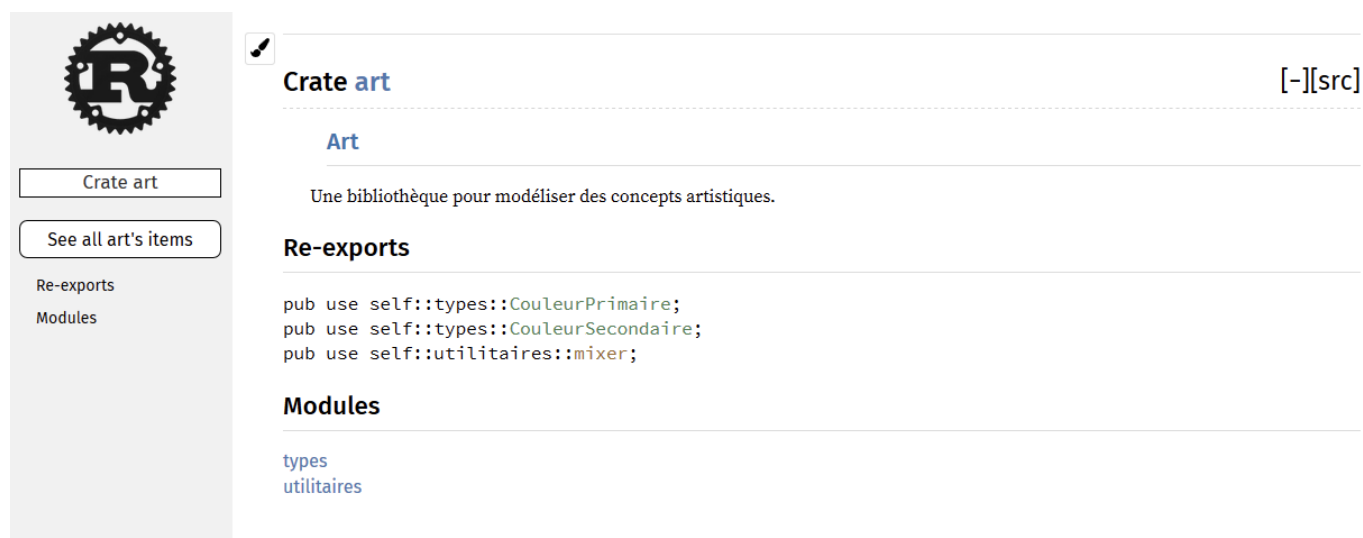 R
Crate art
See all art's items
Re-exports
Modules
Crate art
[-][src]
Art
Une bibliothèque pour modéliser des concepts artistiques.
Re-exports
pub use self::types::CouleurPrimaire;
pub use self::types::CouleurSecondaire;
pub use self::utilitaires::mixer;
Modules
types
utilitaires